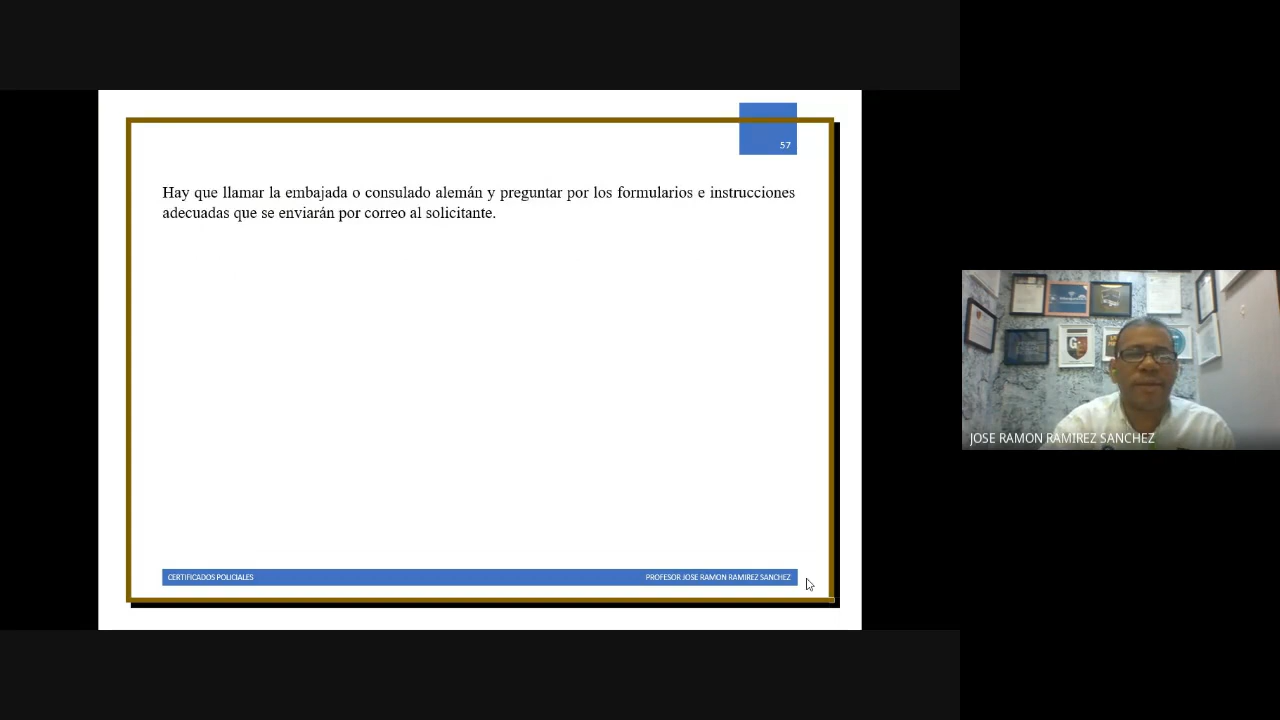 57
Hay que llamar la embajada o consulado alemán y preguntar por los formularios e instrucciones
adecuadas que se enviarán por correo al solicitante.
CERTIFICADOS POLICIALES
PROFESOR JOSE RAMON RAMIREZ SANCHEZ
JOSE RAMON RAMIREZ SANCHEZ